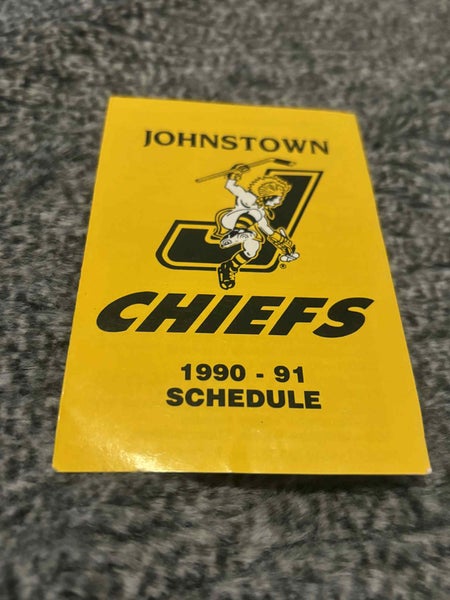 JOHNSTOWN
J
®
CHIEFS
1990 - 91
SCHEDULE